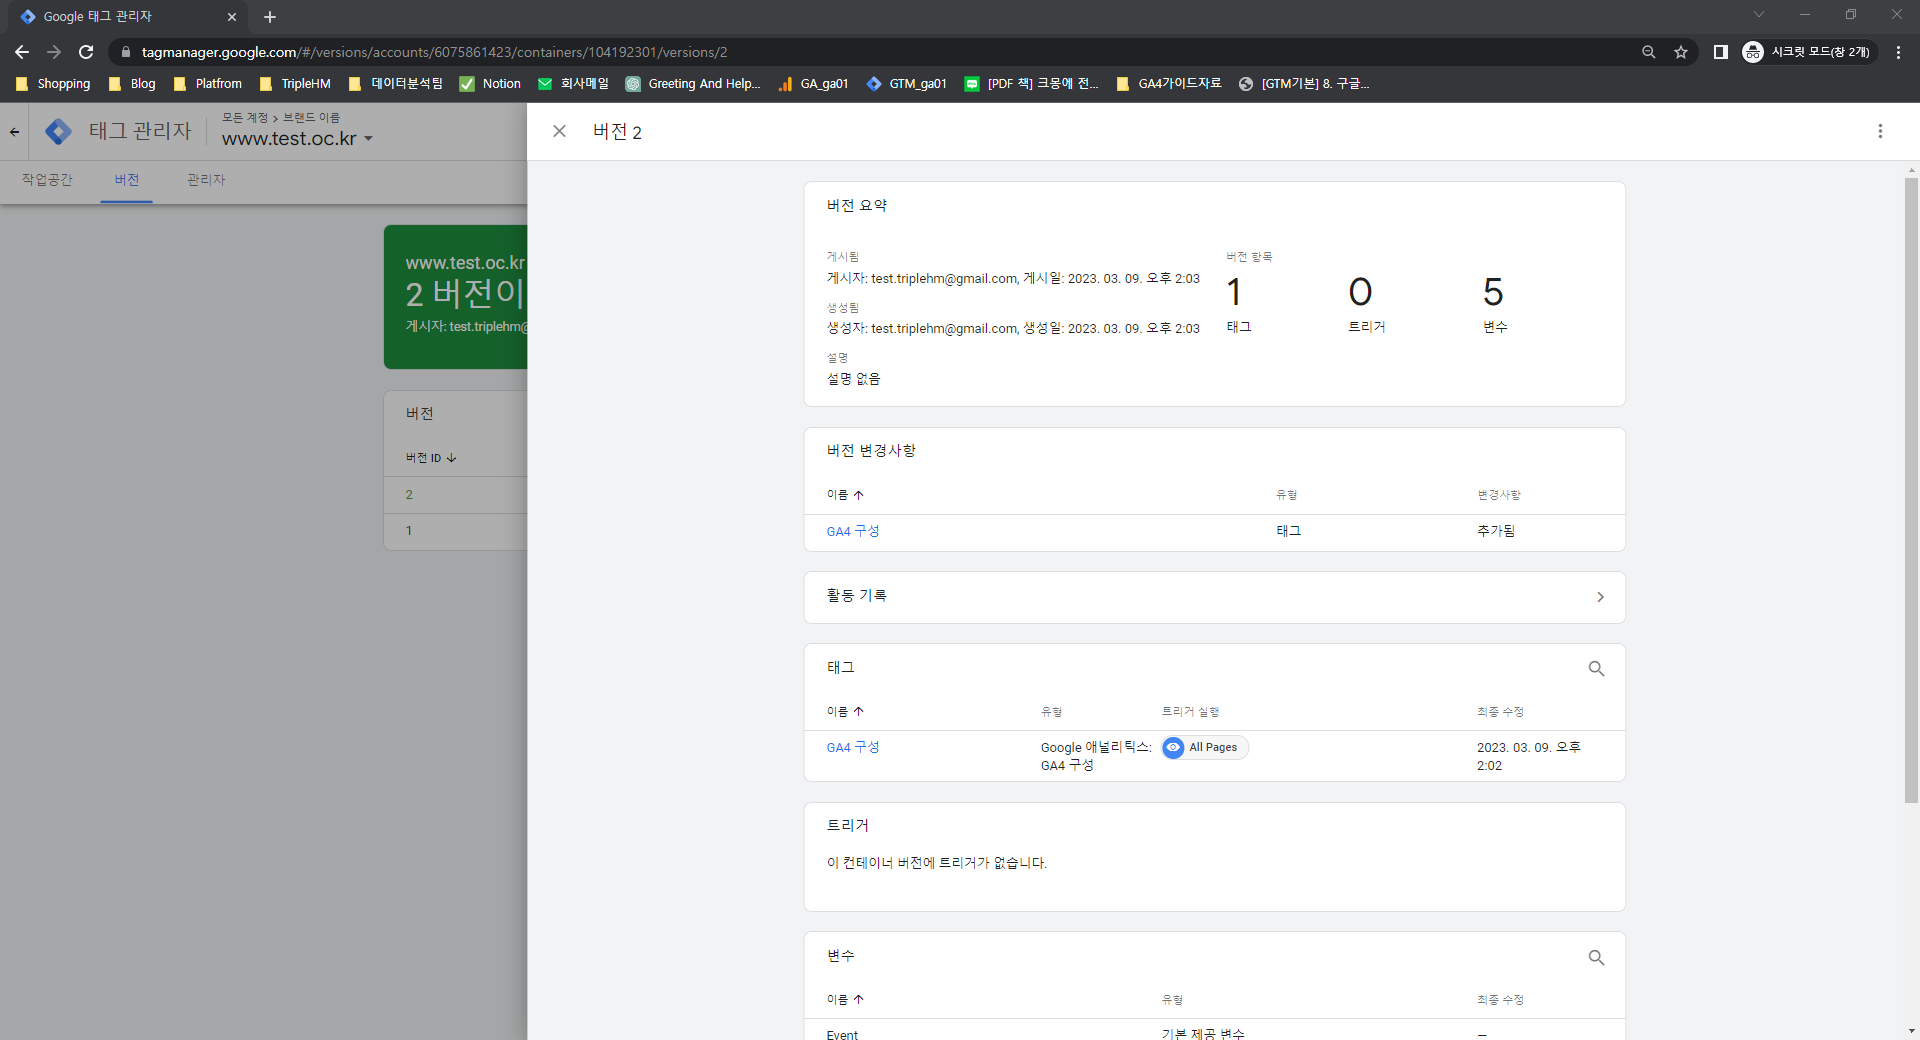 Google 태그 관리자
tagmanager.google.com/#/versions/accounts/6075861423/containers/104192301/versions/2
시크릿 모드(창 2개)
Shopping
Blog
Platfrom
TripleHM
데이터분석팀
Notion
회사메일
Greeting And Help...
GA_ga01
GTM_ga01
[PDF 책] 크몽에 전...
GA4가이드자료
[GTM기본] 8. 구글...
태그 관리자
모든 계정 > 브랜드 이름
www.test.oc.kr
작업공간
버전
관리자
www.test.oc.kr
2 버전이
게시자: test.triplehm@
버전
버전 ID
2
1
버전 2
버전 요약
게시됨
게시자: test.triplehm@gmail.com, 게시일: 2023. 03. 09. 오후 2:03
생성됨
생성자: test.triplehm@gmail.com, 생성일: 2023. 03. 09. 오후 2:03
설명
설명 없음
버전 항목
1 0 5
태그 트리거 변수
버전 변경사항
이름 유형 변경사항
GA4 구성 태그 추가됨
활동 기록
태그
이름 유형 트리거 실행 최종 수정
GA4 구성 Google 애널리틱스: All Pages 2023. 03. 09. 오후
GA4 구성 2:02
트리거
이 컨테이너 버전에 트리거가 없습니다.
변수
이름 유형 최종 수정
Event 기본 제공 변수 —